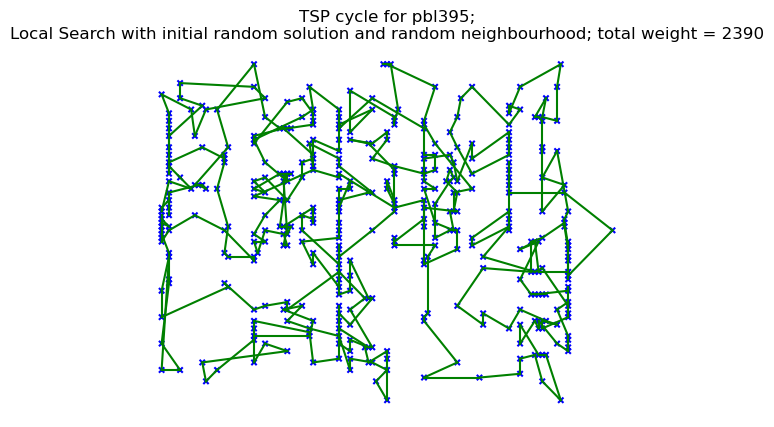 TSP cycle for pbl395;
Local Search with initial random solution and random neighbourhood; total weight = 2390